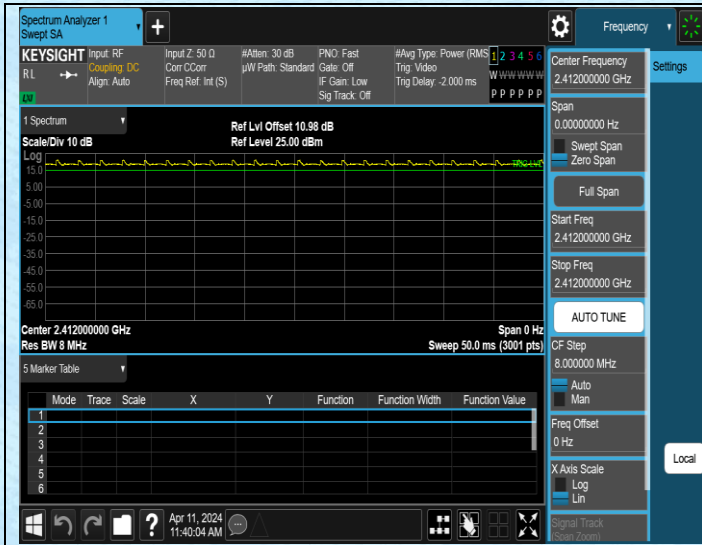 Spectrum Analyzer 1
Swept SA
+
Frequency
KEYSIGHT
RL
LXI
Input: RF
Coupling: DC
Align: Auto
Input Z: 50 Ω
Corr CCorr
Freq Ref: Int (S)
#Atten: 30 dB
µW Path: Standard
PNO: Fast
Gate: Off
IF Gain: Low
Sig Track: Off
#Avg Type: Power (RMS
Trig: Video
Trig Delay: -2.000 ms
1 2 3 4 5 6
W W W W W W
P P P P P P
Center Frequency
2.412000000 GHz
Settings
Span
0.00000000 Hz
Swept Span
Zero Span
Full Span
Start Freq
2.412000000 GHz
Stop Freq
2.412000000 GHz
AUTO TUNE
CF Step
8.000000 MHz
Auto
Man
Freq Offset
0 Hz
X Axis Scale
Log
Lin
Signal Track
(Span Zoom)
Local
1 Spectrum
Scale/Div 10 dB
Ref Lvl Offset 10.98 dB
Ref Level 25.00 dBm
Log
TRIG LVL
15.0
5.00
-5.00
-15.0
-25.0
-35.0
-45.0
-55.0
-65.0
Center 2.412000000 GHz
Span 0 Hz
Res BW 8 MHz
Sweep 50.0 ms (3001 pts)
5 Marker Table
Mode Trace Scale X Y Function Function Width Function Value
1
2
3
4
5
6
?
Apr 11, 2024
11:40:04 AM